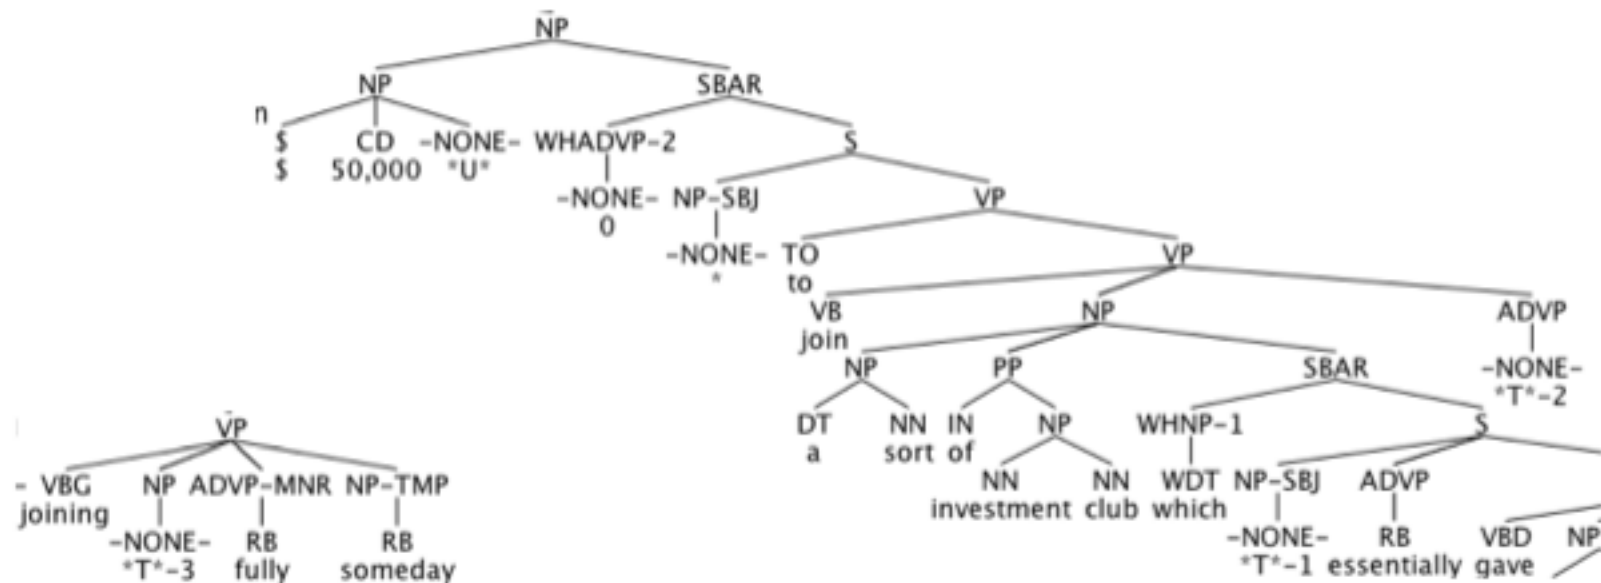 NP
NP SBAR
n
$ CD -NONE- WHADVP-2 S
$ 50,000 *U*
-NONE- NP-SBJ VP
0
-NONE- TO VP
* to
VB NP ADVP
join
NP PP SBAR -NONE-
*T*-2
DT NN IN NP WHNP-1 S
a sort of
VP
NN NN WDT NP-SBJ ADVP
investment club which
- VBG NP ADVP-MNR NP-TMP
joining
-NONE- RB VBD NP
*T*-1 essentially gave
-NONE- RB RB
*T*-3 fully someday